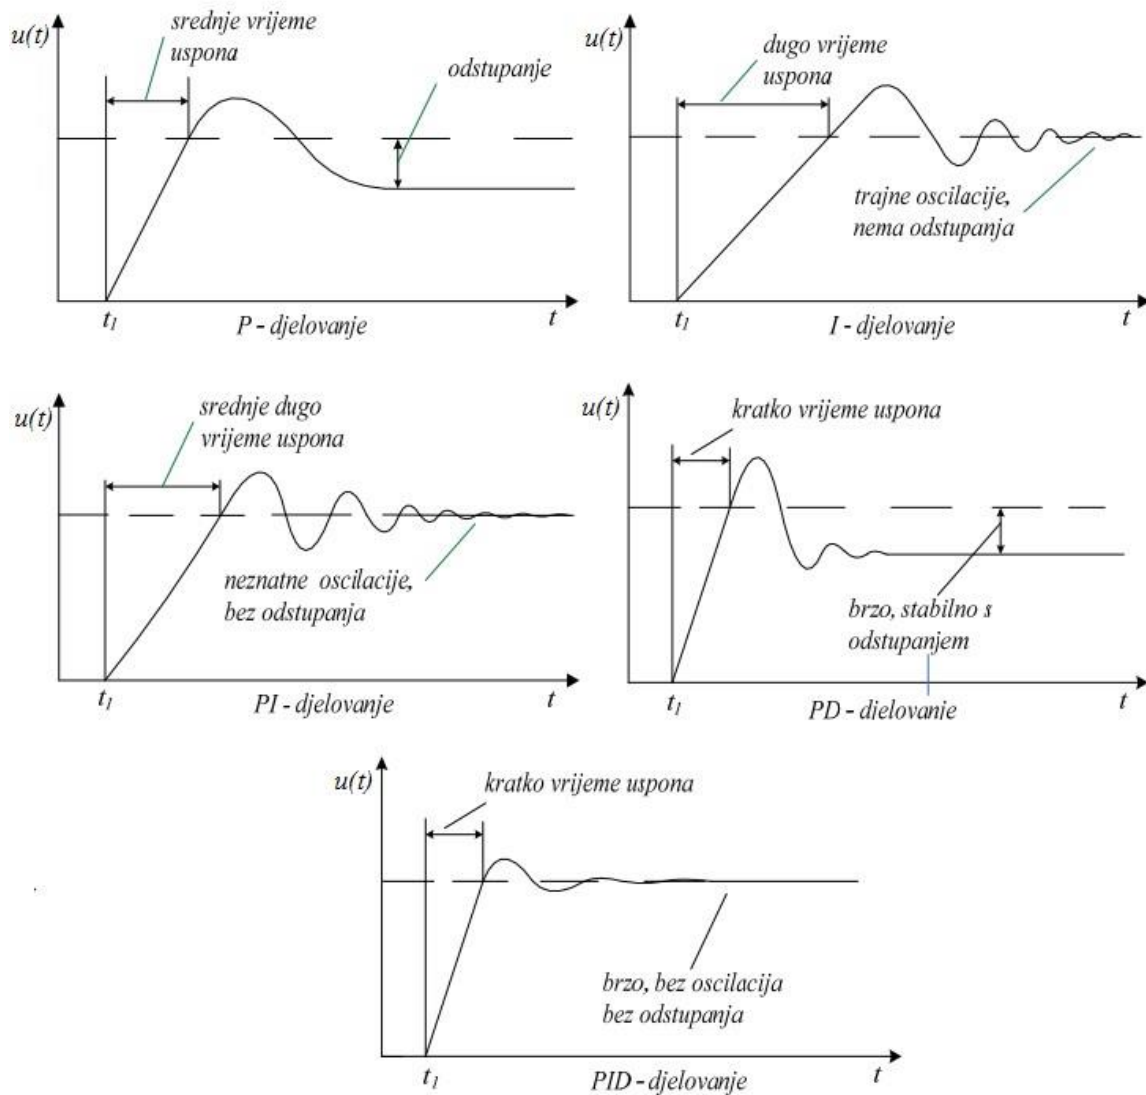 u(t)
srednje vrijeme
uspona
odstupanje
t1
P - djelovanje
t
u(t)
dugo vrijeme
uspona
trajne oscilacije,
nema odstupanja
t1
I - djelovanje
t
u(t)
srednje dugo
vrijeme uspona
neznatne oscilacije,
bez odstupanja
t1
PI - djelovanje
t
u(t)
kratko vrijeme uspona
brzo, stabilno s
odstupanjem
t1
PD - djelovanje
t
u(t)
kratko vrijeme uspona
brzo, bez oscilacija
bez odstupanja
t1
PID - djelovanje
t